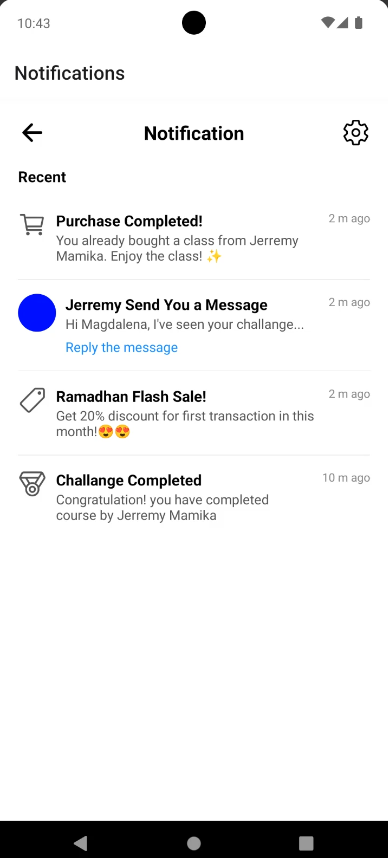 10:43
Notifications
Notification
Recent
Purchase Completed!
2 m ago
You already bought a class from Jerremy
Mamika. Enjoy the class! ✨
Jerremy Send You a Message
2 m ago
Hi Magdalena, I've seen your challange...
Reply the message
Ramadhan Flash Sale!
2 m ago
Get 20% discount for first transaction in this
month!😍😍
Challange Completed
10 m ago
Congratulation! you have completed
course by Jerremy Mamika